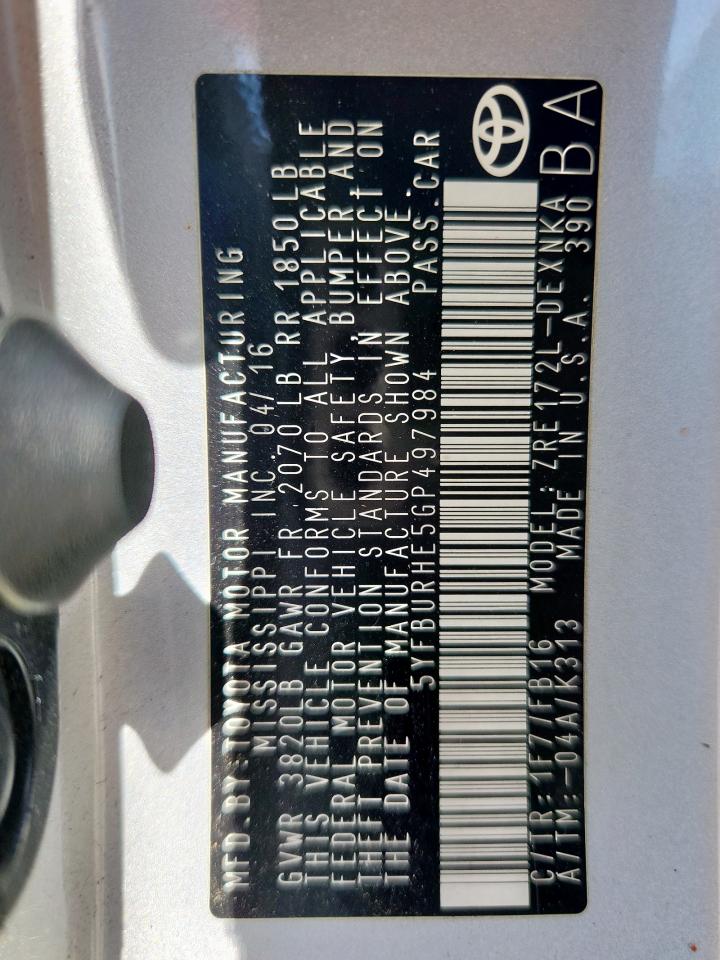 MFD.BY:TOYOTA MOTOR MANUFACTURING
MISSISSIPPI INC. 04/16
GVWR 3820LB GAWR FR 2070LB RR 1850LB
THIS VEHICLE CONFORMS TO ALL APPLICABLE
FEDERAL MOTOR VEHICLE SAFETY, BUMPER AND
THEFT PREVENTION STANDARDS IN EFFECT ON
THE DATE OF MANUFACTURE SHOWN ABOVE.
5YFBURHE5GP497984 PASS.CAR
C/TR:1F7/FB16 MODEL:ZRE172L-DEXNKA
A/TM:-04A/K313 MADE IN U.S.A. 390 BA